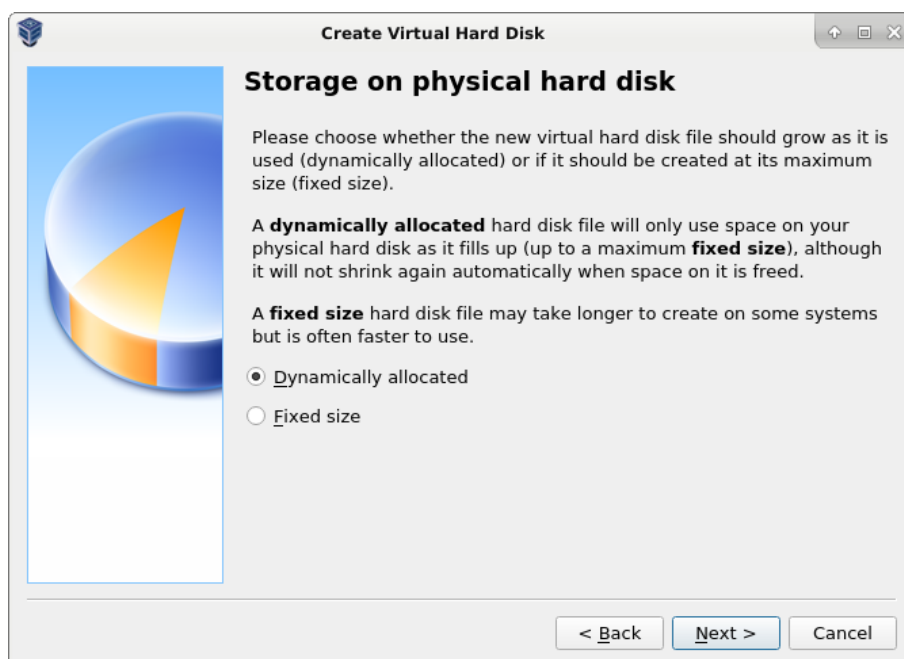 Create Virtual Hard Disk
Storage on physical hard disk
Please choose whether the new virtual hard disk file should grow as it is
used (dynamically allocated) or if it should be created at its maximum
size (fixed size).
A dynamically allocated hard disk file will only use space on your
physical hard disk as it fills up (up to a maximum fixed size), although
it will not shrink again automatically when space on it is freed.
A fixed size hard disk file may take longer to create on some systems
but is often faster to use.
Dynamically allocated
Fixed size
< Back Next > Cancel